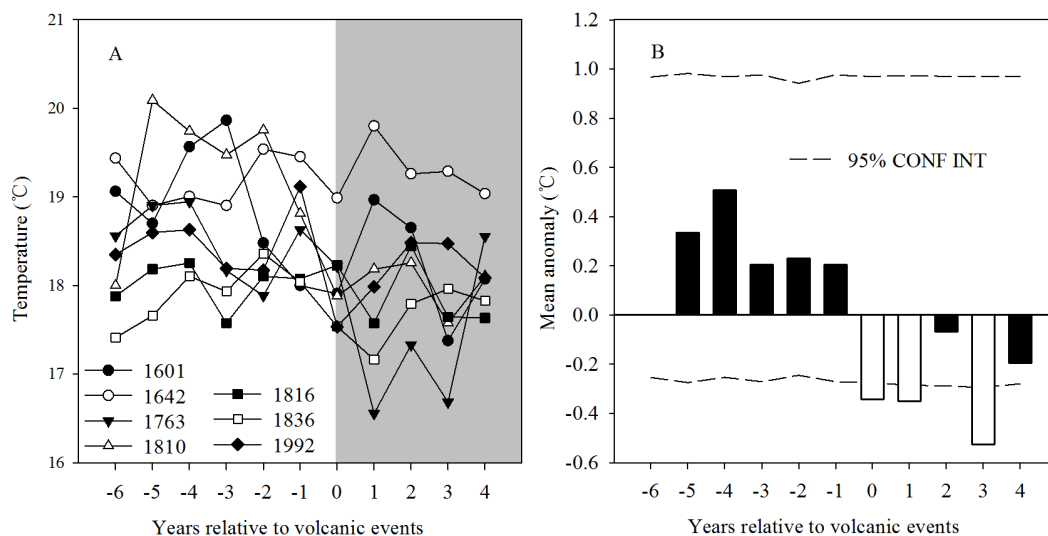 A
Temperature (℃)
21
20
19
18
17
16
1601
1642
1763
1810
1816
1836
1992
-6 -5 -4 -3 -2 -1 0 1 2 3 4
Years relative to volcanic events
B
Mean anomaly (℃)
1.2
1.0
0.8
0.6
0.4
0.2
0.0
-0.2
-0.4
-0.6
95% CONF INT
-6 -5 -4 -3 -2 -1 0 1 2 3 4
Years relative to volcanic events